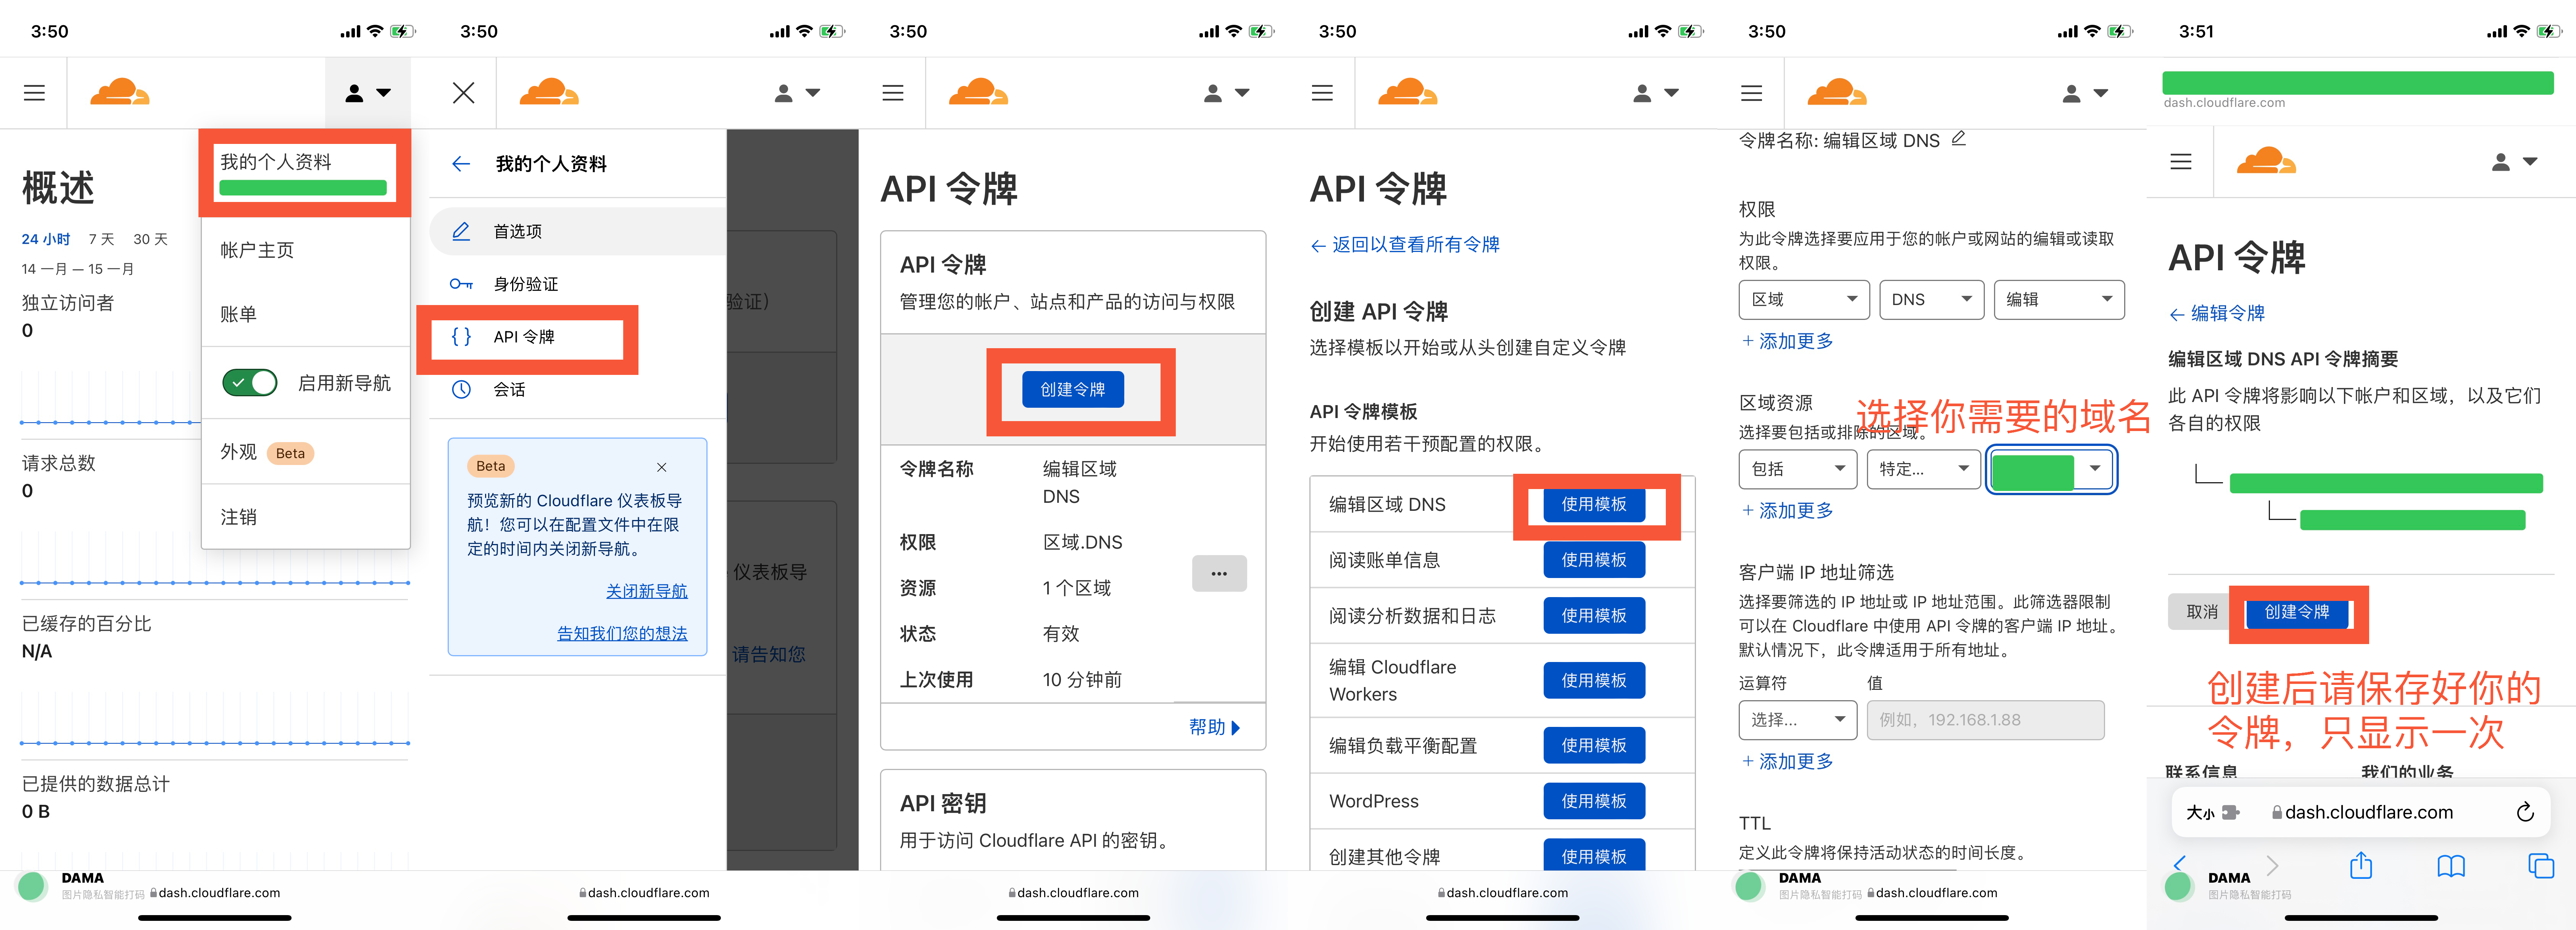 3:50
我的个人资料
概述
24 小时 7 天 30 天
14 一月 — 15 一月
独立访问者
0
帐户主页
账单
启用新导航
外观 Beta
注销
请求总数
0
已缓存的百分比
N/A
已提供的数据总计
0 B
DAMA
图片隐私智能打码
dash.cloudflare.com
3:50
我的个人资料
首选项
身份验证
API 令牌
会话
Beta
预览新的 Cloudflare 仪表板导
航！您可以在配置文件中在限
定的时间内关闭新导航。
关闭新导航
告知我们您的想法
验证）
仪表板导
请告知您
dash.cloudflare.com
3:50
API 令牌
API 令牌
管理您的帐户、站点和产品的访问与权限
创建令牌
令牌名称 编辑区域
DNS
权限 区域.DNS
资源 1 个区域
状态 有效
上次使用 10 分钟前
帮助
API 密钥
用于访问 Cloudflare API 的密钥。
dash.cloudflare.com
3:50
API 令牌
← 返回以查看所有令牌
创建 API 令牌
选择模板以开始或从头创建自定义令牌
API 令牌模板
开始使用若干预配置的权限。
编辑区域 DNS 使用模板
阅读账单信息 使用模板
阅读分析数据和日志 使用模板
编辑 Cloudflare
Workers 使用模板
编辑负载平衡配置 使用模板
WordPress 使用模板
创建其他令牌 使用模板
dash.cloudflare.com
3:50
令牌名称: 编辑区域 DNS
权限
为此令牌选择要应用于您的帐户或网站的编辑或读取
权限。
区域 DNS 编辑
+ 添加更多
区域资源
选择你需要的域名
选择要包括或排除的区域。
包括 特定...
+ 添加更多
客户端 IP 地址筛选
选择要筛选的 IP 地址或 IP 地址范围。此筛选器限制
可以在 Cloudflare 中使用 API 令牌的客户端 IP 地址。
默认情况下，此令牌适用于所有地址。
运算符 值
选择... 例如，192.168.1.88
+ 添加更多
TTL
定义此令牌将保持活动状态的时间长度。
DAMA
图片隐私智能打码
dash.cloudflare.com
3:51
dash.cloudflare.com
API 令牌
← 编辑令牌
编辑区域 DNS API 令牌摘要
此 API 令牌将影响以下帐户和区域，以及它们
各自的权限
取消 创建令牌
创建后请保存好你的
令牌，只显示一次
联系信息 我们的业务
大小 dash.cloudflare.com
DAMA
图片隐私智能打码